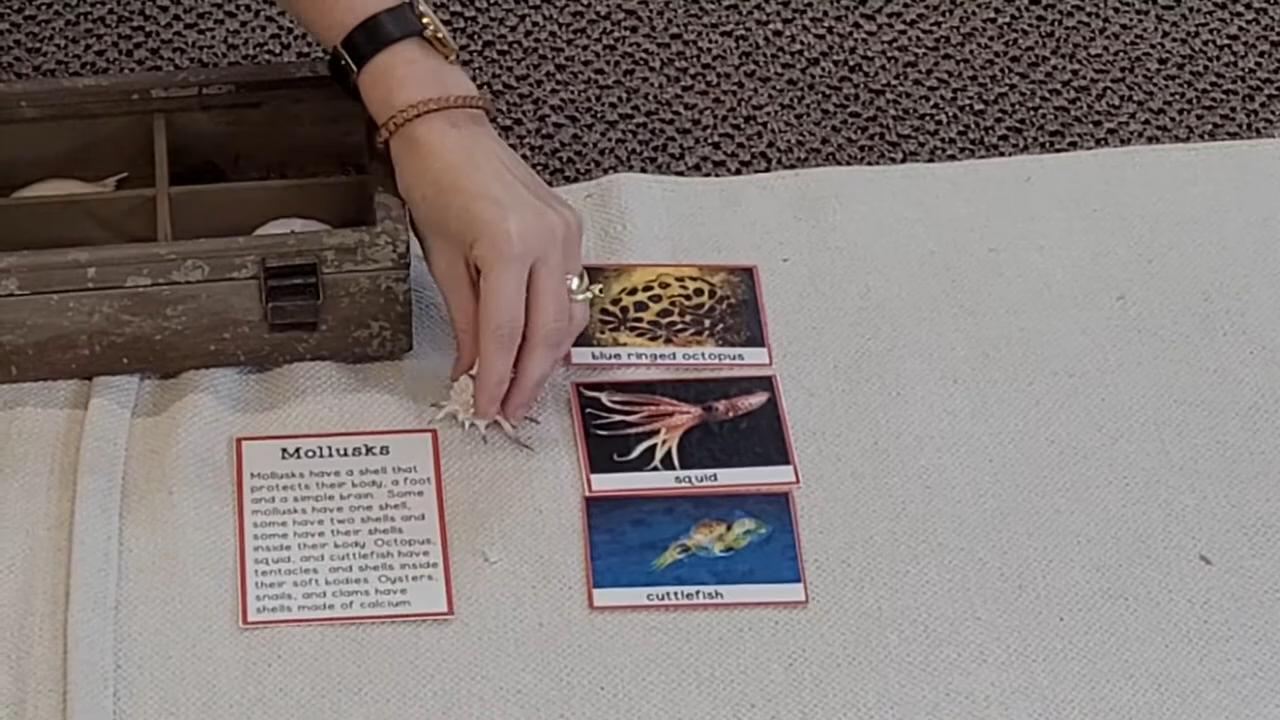 Mollusks
Mollusks have a shell that
protects their body, a foot
and a simple brain. Some
mollusks have one shell,
some have two shells and
some have their shells
inside their body. Octopus,
squid, and cuttlefish have
tentacles and shells inside
their soft bodies. Oysters,
snails, and clams have
shells made of calcium
blue ringed octopus
squid
cuttlefish